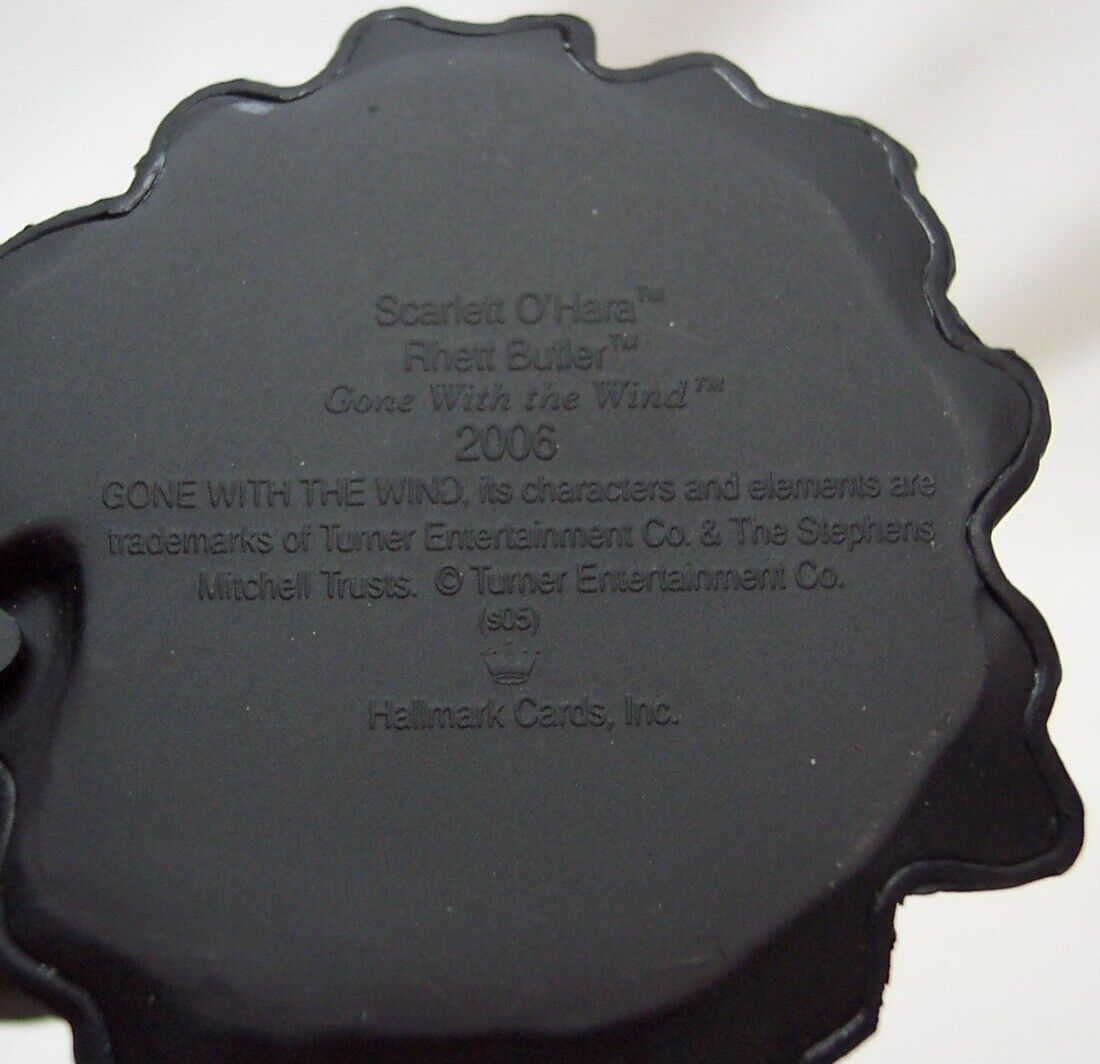 Scarlett O'Hara™
Rhett Butler™
Gone With the Wind™
2006
GONE WITH THE WIND, its characters and elements are
trademarks of Turner Entertainment Co. & The Stephens
Mitchell Trusts. © Turner Entertainment Co.
(s05)
Hallmark Cards, Inc.